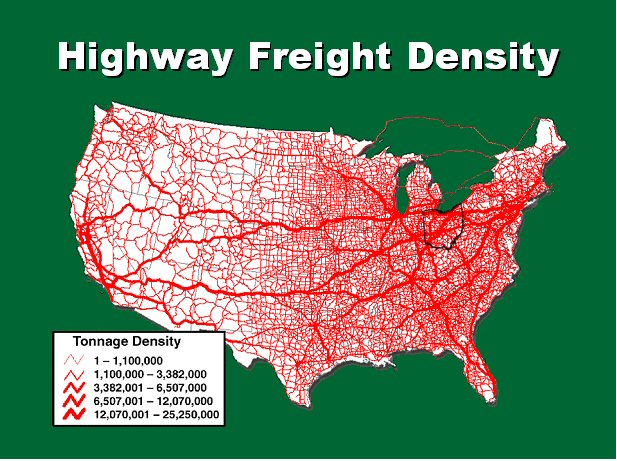 Highway Freight Density
Tonnage Density
1 – 1,100,000
1,100,000 – 3,382,000
3,382,001 – 6,507,000
6,507,001 – 12,070,000
12,070,001 – 25,250,000